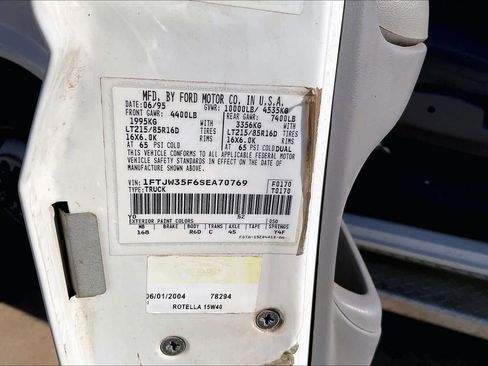 MFD. BY FORD MOTOR CO. IN U.S.A.
DATE: 06/95 GVWR: 10000LB/ 4535KG
FRONT GAWR: 4400LB REAR GAWR: 7400LB
1995KG WITH 3356KG WITH
LT215/85R16D TIRES LT215/85R16D TIRES
16X6.0K RIMS 16X6.0K RIMS
AT 65 PSI COLD AT 65 PSI COLD DUAL
THIS VEHICLE CONFORMS TO ALL APPLICABLE FEDERAL MOTOR
VEHICLE SAFETY STANDARDS IN EFFECT ON THE DATE OF
MANUFACTURE SHOWN ABOVE.
VIN: 1FTJW35F6SEA70769 F0170
TYPE: TRUCK T0170
YO
EXTERIOR PAINT COLORS DSO
WB BRAKE BODY TRANS AXLE TAPE SPRINGS
168 R6D C 45 Y4F
06/01/2004 78294
ROTELLA 15W40